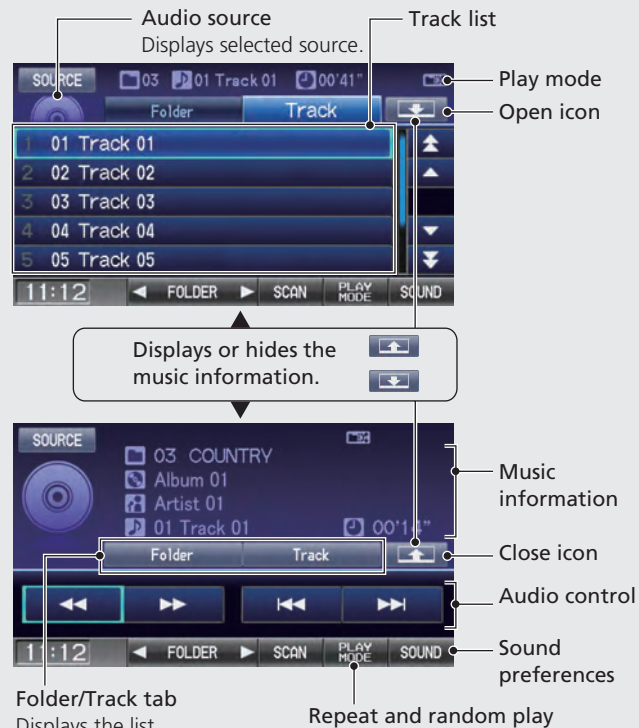 Audio source
Displays selected source.
Track list
SOURCE 03 01 Track 01 00'41"
Play mode
Folder Track
Open icon
1 01 Track 01
2 02 Track 02
3 03 Track 03
4 04 Track 04
5 05 Track 05
11:12 FOLDER SCAN PLAY MODE SOUND
Displays or hides the
music information.
SOURCE
03 COUNTRY
Album 01
Artist 01
01 Track 01 00'14"
Music
information
Folder Track
Close icon
Audio control
11:12 FOLDER SCAN PLAY MODE SOUND
Sound
preferences
Folder/Track tab
Displays the list
Repeat and random play